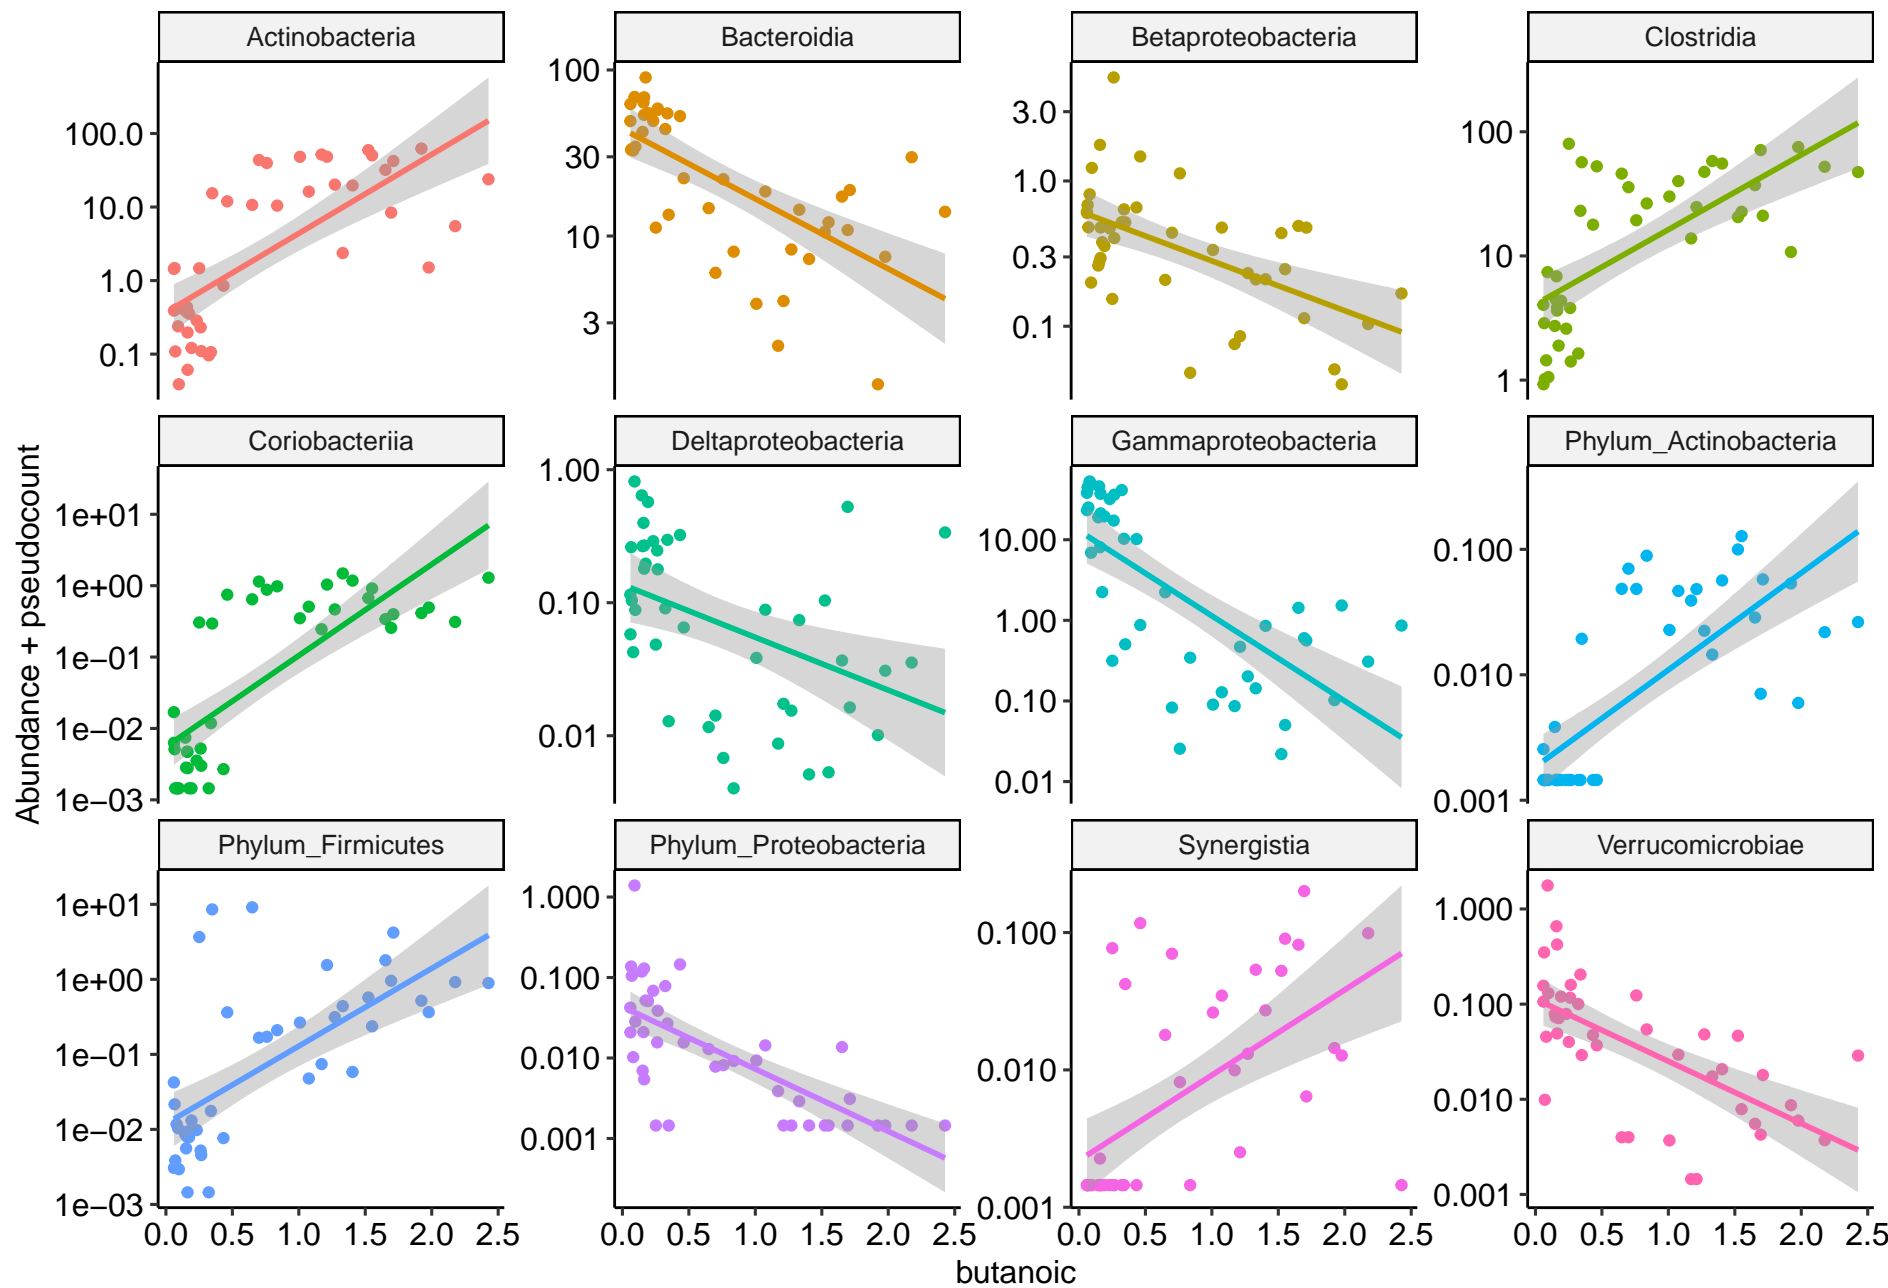 Actinobacteria Bacteroidia Betaproteobacteria Clostridia
100.0 10.0 1.0 0.1
100 30 10 3
3.0 1.0 0.3 0.1
100 10 1
Abundance + pseudocount
Coriobacteriia Deltaproteobacteria Gammaproteobacteria Phylum_Actinobacteria
1e+01 1e+00 1e−01 1e−02 1e−03
1.00 0.10 0.01
10.00 1.00 0.10 0.01
0.100 0.010 0.001
Phylum_Firmicutes Phylum_Proteobacteria Synergistia Verrucomicrobiae
1e+01 1e+00 1e−01 1e−02 1e−03
1.000 0.100 0.010 0.001
0.100 0.010 0.001
1.000 0.100 0.010 0.001
0.0 0.5 1.0 1.5 2.0 2.5 0.0 0.5 1.0 1.5 2.0 2.5 0.0 0.5 1.0 1.5 2.0 2.5 0.0 0.5 1.0 1.5 2.0 2.5
butanoic